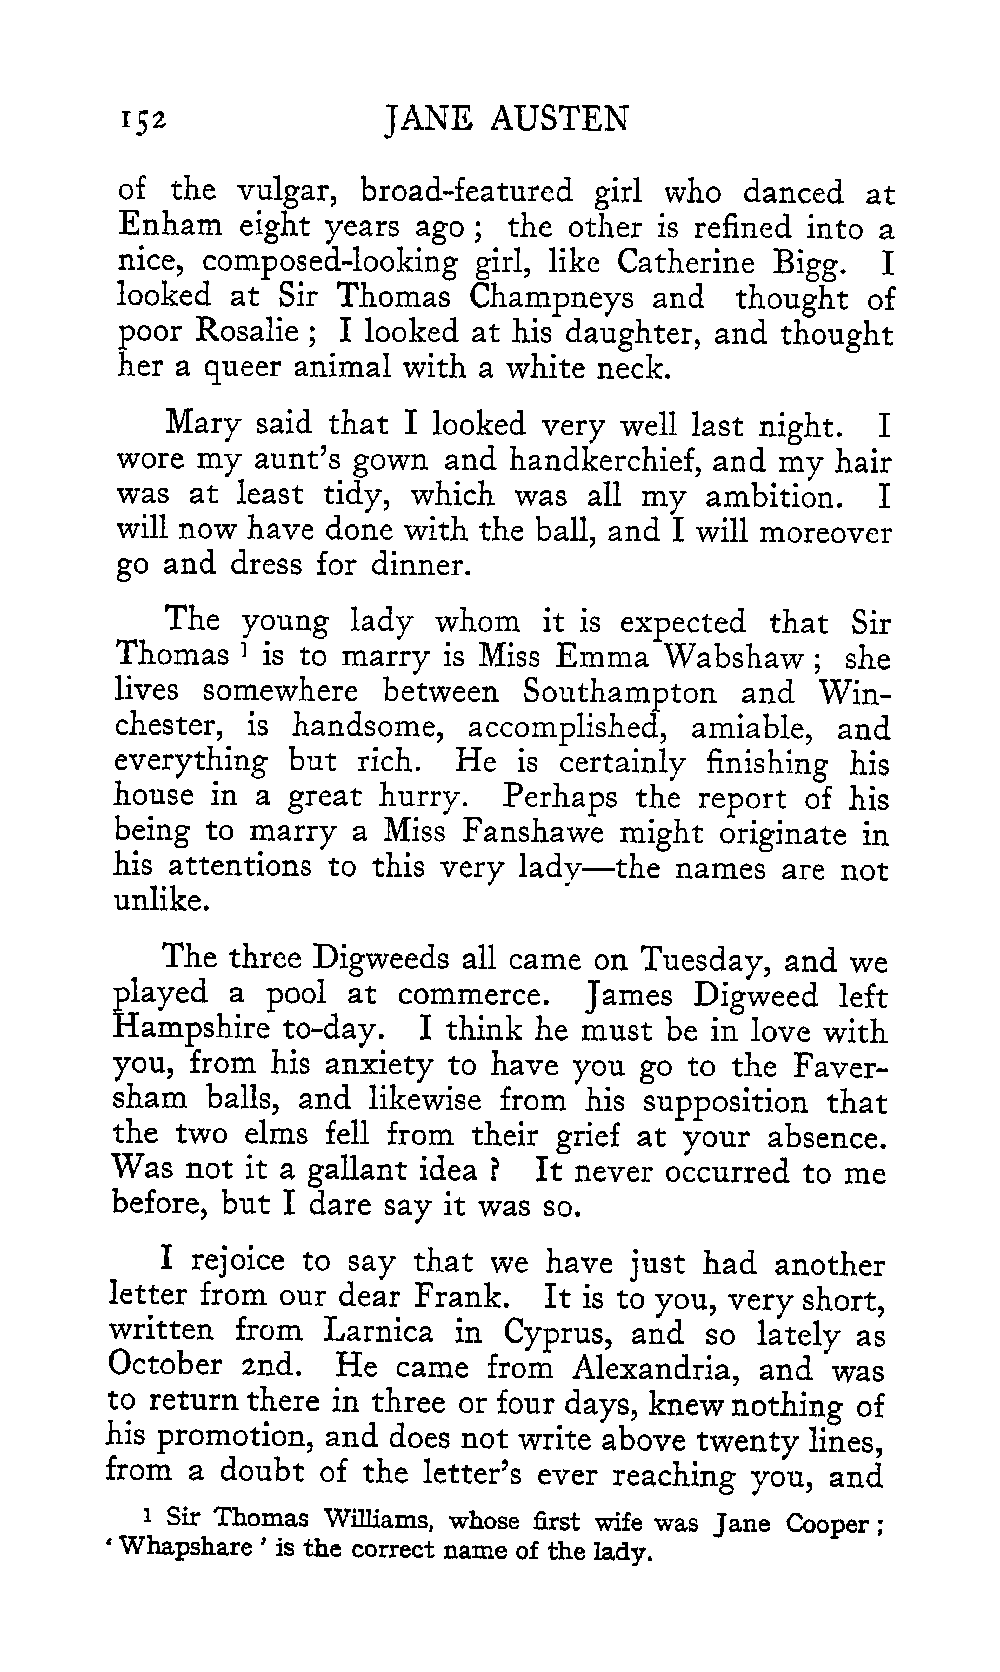 152 JANE AUSTEN
of the vulgar, broad-featured girl who danced at
Enham eight years ago ; the other is refined into a
nice, composed-looking girl, like Catherine Bigg. I
looked at Sir Thomas Champneys and thought of
poor Rosalie ; I looked at his daughter, and thought
her a queer animal with a white neck.
Mary said that I looked very well last night. I
wore my aunt's gown and handkerchief, and my hair
was at least tidy, which was all my ambition. I
will now have done with the ball, and I will moreover
go and dress for dinner.
The young lady whom it is expected that Sir
Thomas ¹ is to marry is Miss Emma Wabshaw ; she
lives somewhere between Southampton and Win-
chester, is handsome, accomplished, amiable, and
everything but rich. He is certainly finishing his
house in a great hurry. Perhaps the report of his
being to marry a Miss Fanshawe might originate in
his attentions to this very lady—the names are not
unlike.
The three Digweeds all came on Tuesday, and we
played a pool at commerce. James Digweed left
Hampshire to-day. I think he must be in love with
you, from his anxiety to have you go to the Faver-
sham balls, and likewise from his supposition that
the two elms fell from their grief at your absence.
Was not it a gallant idea ? It never occurred to me
before, but I dare say it was so.
I rejoice to say that we have just had another
letter from our dear Frank. It is to you, very short,
written from Larnica in Cyprus, and so lately as
October 2nd. He came from Alexandria, and was
to return there in three or four days, knew nothing of
his promotion, and does not write above twenty lines,
from a doubt of the letter's ever reaching you, and
¹ Sir Thomas Williams, whose first wife was Jane Cooper ;
' Whapshare ' is the correct name of the lady.